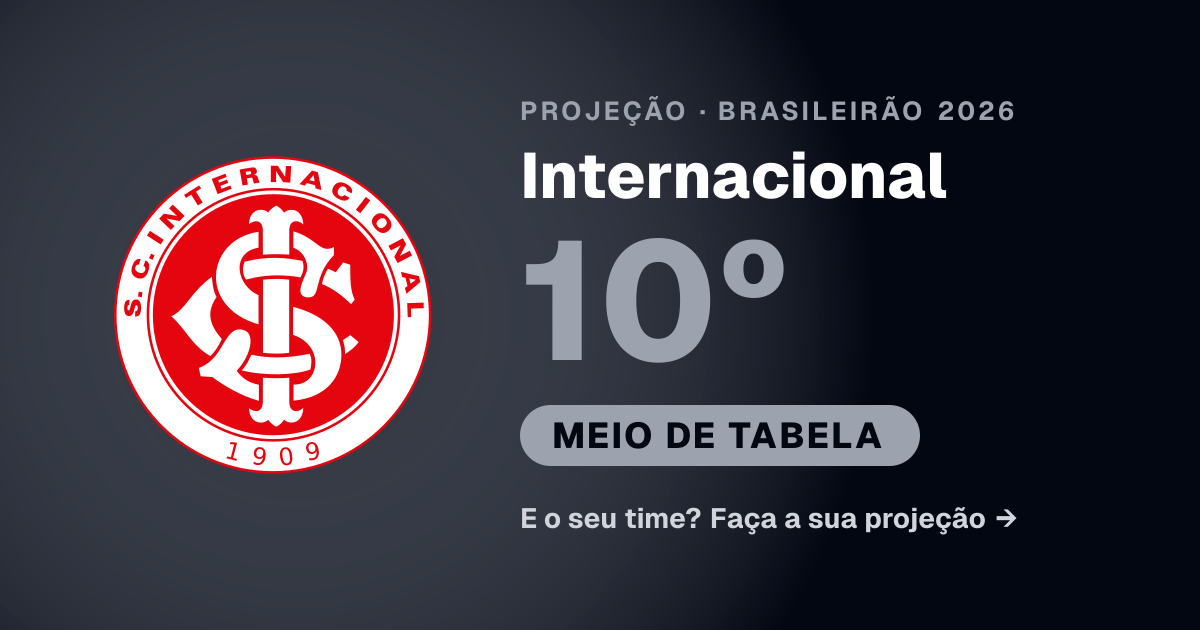 S.C. INTERNACIONAL
1909
PROJEÇÃO · BRASILEIRÃO 2026
Internacional
10º
MEIO DE TABELA
E o seu time? Faça a sua projeção →